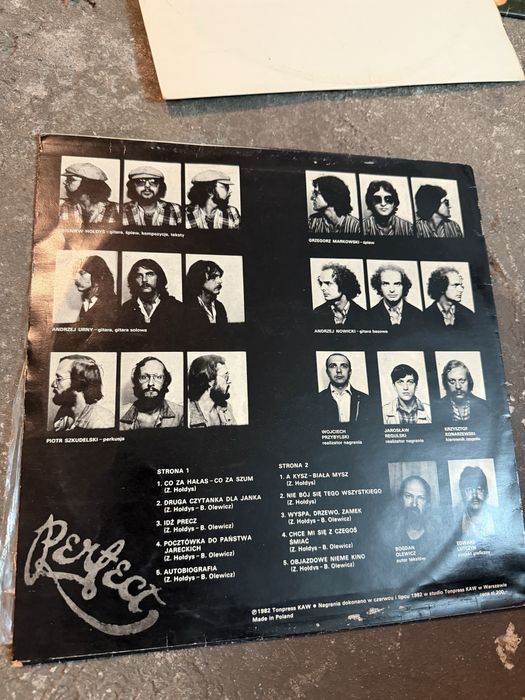 ZBIGNIEW HOŁDYS – gitara, śpiew, kompozycje, teksty
GRZEGORZ MARKOWSKI – śpiew
ANDRZEJ URNY – gitara, gitara solowa
ANDRZEJ NOWICKI – gitara basowa
PIOTR SZKUDELSKI – perkusja
WOJCIECH
PRZYBYLSKI
realizator nagrania
JAROSŁAW
REGULSKI
realizator nagrania
KRZYSZTOF
KONARZEWSKI
kierownik zespołu
STRONA 1
1. CO ZA HAŁAS – CO ZA SZUM
(Z. Hołdys)
2. DRUGA CZYTANKA DLA JANKA
(Z. Hołdys – B. Olewicz)
3. IDŹ PRECZ
(Z. Hołdys – B. Olewicz)
4. POCZTÓWKA DO PAŃSTWA
JARECKICH
(Z. Hołdys – B. Olewicz)
5. AUTOBIOGRAFIA
(Z. Hołdys – B. Olewicz)
STRONA 2
1. A KYSZ – BIAŁA MYSZ
(Z. Hołdys)
2. NIE BÓJ SIĘ TEGO WSZYSTKIEGO
(Z. Hołdys)
3. WYSPA, DRZEWO, ZAMEK
(Z. Hołdys – B. Olewicz)
4. CHCE MI SIĘ Z CZEGOŚ
ŚMIAĆ
(Z. Hołdys – B. Olewicz)
5. OBJAZDOWE NIEME KINO
(Z. Hołdys – B. Olewicz)
BOGDAN
OLEWICZ
autor tekstów
EDWARD
LUTCZYN
projekt graficzny
Perfect
Ⓟ 1982 Tonpress KAW ● Nagrania dokonano w czerwcu i lipcu 1982 w studio Tonpress KAW w Warszawie
Made in Poland
cena zł. 200,-